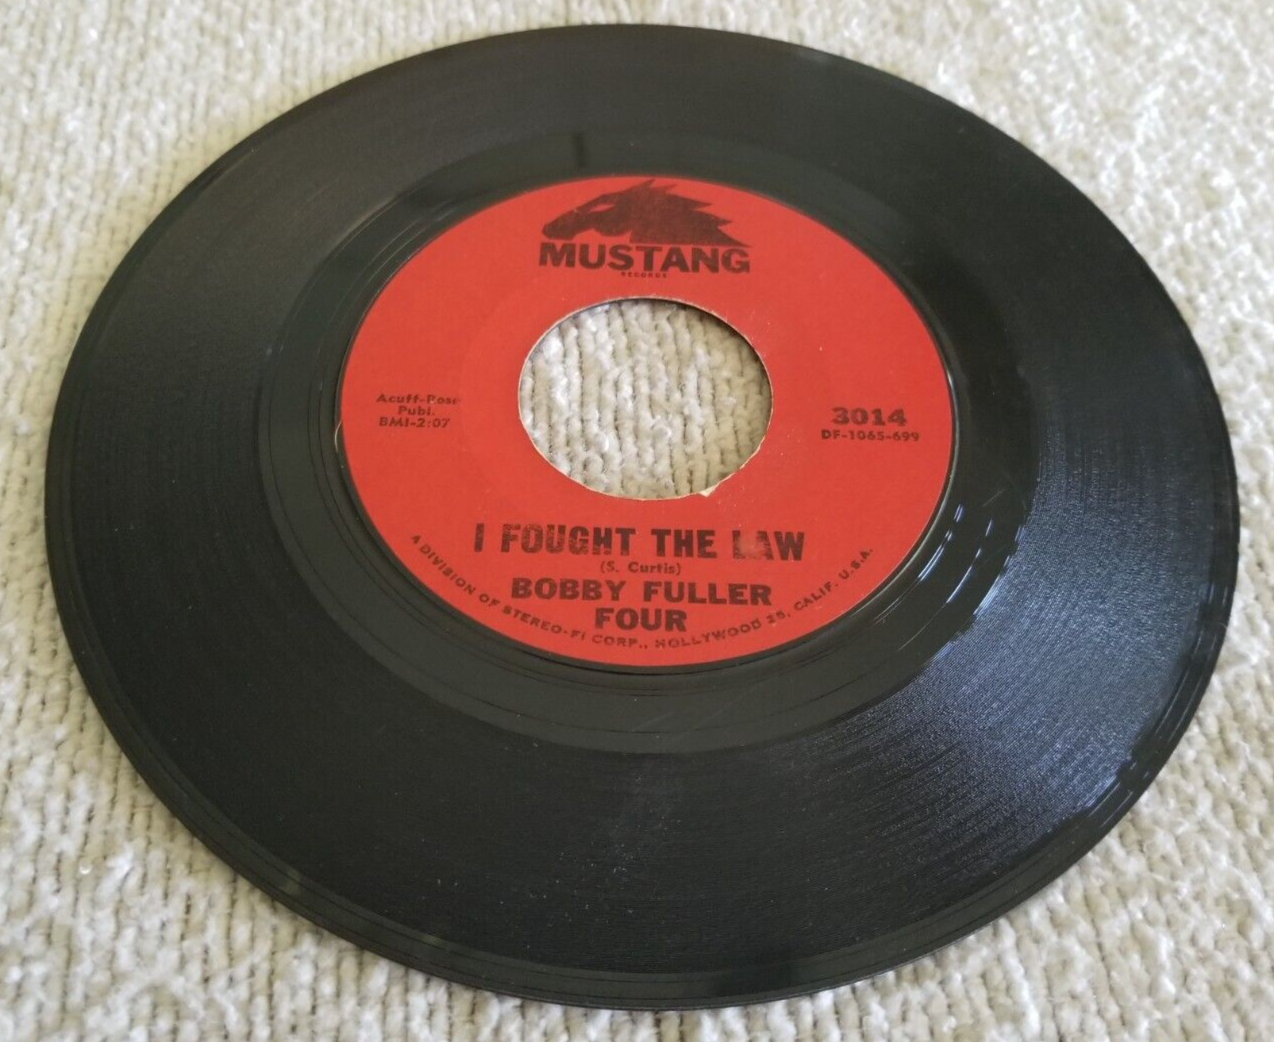 MUSTANG
RECORDS
Acuff-Rose
Publ.
BMI-2:07
3014
DF-1065-699
I FOUGHT THE LAW
(S. Curtis)
BOBBY FULLER
FOUR
A DIVISION OF STEREO-FI CORP., HOLLYWOOD 28, CALIF. U.S.A.